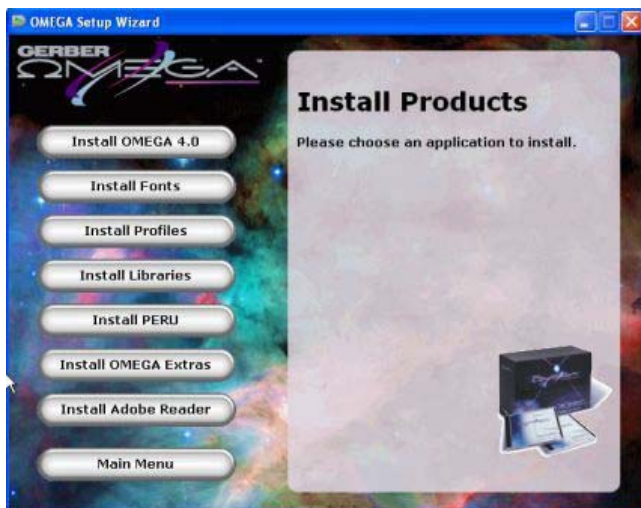 OMEGA Setup Wizard
GERBER
OMEGA
Install Products
Please choose an application to install.
Install OMEGA 4.0
Install Fonts
Install Profiles
Install Libraries
Install PERU
Install OMEGA Extras
Install Adobe Reader
Main Menu